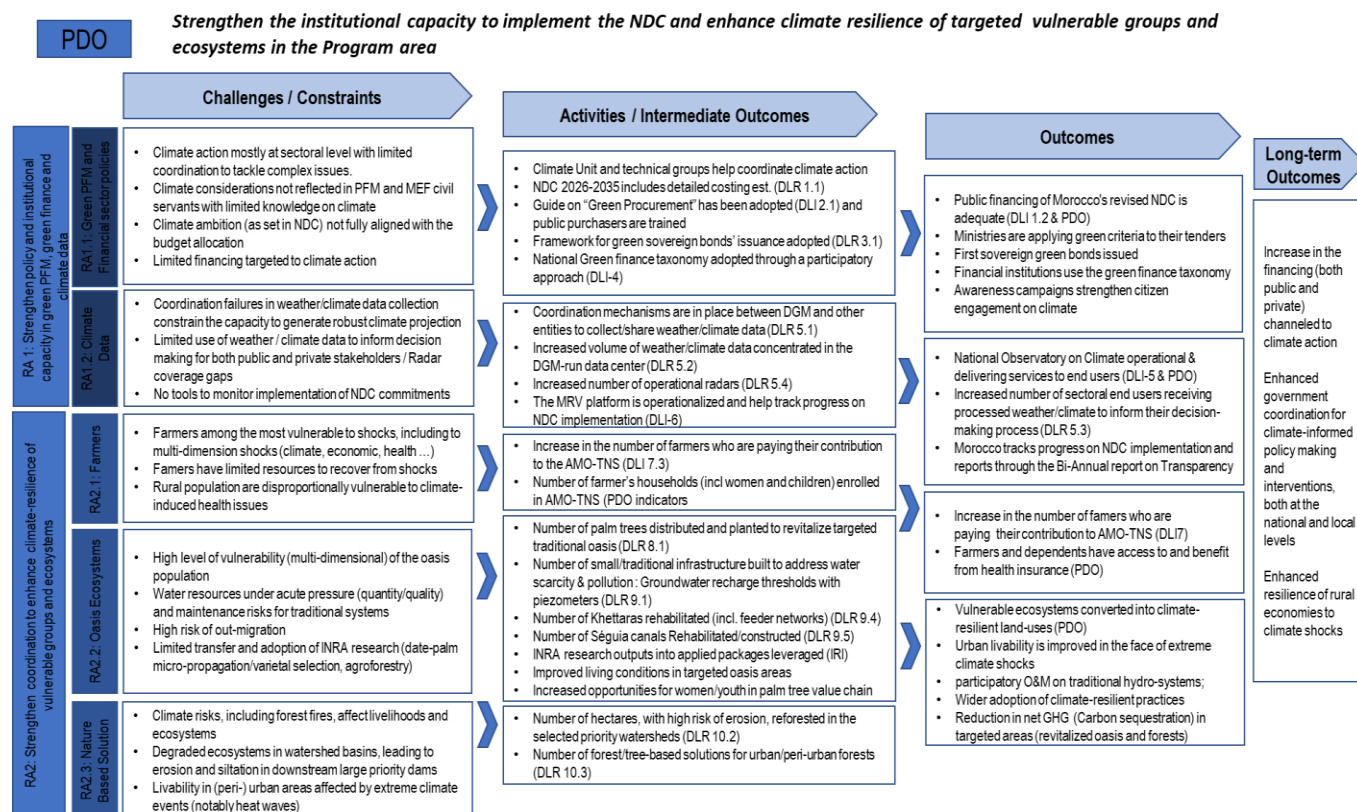 PDO
Strengthen the institutional capacity to implement the NDC and enhance climate resilience of targeted vulnerable groups and
ecosystems in the Program area
Challenges / Constraints
Activities / Intermediate Outcomes
Outcomes
Long-term
Outcomes
RA 1: Strengthen policy and institutional
capacity in green PFM, green finance and
climate data
RA1.1: Green PFM and
Financial sectorpolicies
• Climate action mostly at sectoral level with limited
coordination to tackle complex issues.
• Climate considerations not reflected in PFM and MEF civil
servants with limited knowledge on climate
• Climate ambition (as set in NDC) not fully aligned with the
budget allocation
• Limited financing targeted to climate action
• Climate Unit and technical groups help coordinate climate action
• NDC 2026-2035 includes detailed costing est. (DLR 1.1)
• Guide on “Green Procurement” has been adopted (DLI 2.1) and
public purchasers are trained
• Framework for green sovereign bonds’ issuance adopted (DLR 3.1)
• National Green finance taxonomy adopted through a participatory
approach (DLI-4)
• Public financing of Morocco's revised NDC is
adequate (DLI 1.2 & PDO)
• Ministries are applying green criteria to their tenders
• First sovereign green bonds issued
• Financial institutions use the green finance taxonomy
• Awareness campaigns strengthen citizen
engagement on climate
RA1.2: Climate
Data
• Coordination failures in weather/climate data collection
constrain the capacity to generate robust climate projection
• Limited use of weather / climate data to inform decision
making for both public and private stakeholders / Radar
coverage gaps
• No tools to monitor implementation of NDC commitments
• Coordination mechanisms are in place between DGM and other
entities to collect/share weather/climate data (DLR 5.1)
• Increased volume of weather/climate data concentrated in the
DGM-run data center (DLR 5.2)
• Increased number of operational radars (DLR 5.4)
• The MRV platform is operationalized and help track progress on
NDC implementation (DLI-6)
• National Observatory on Climate operational &
delivering services to end users (DLI-5 & PDO)
• Increased number of sectoral end users receiving
processed weather/climate to inform their decision-
making process (DLR 5.3)
• Morocco tracks progress on NDC implementation and
reports through the Bi-Annual report on Transparency
RA2: Strengthen coordination to enhance climate-resilience of
vulnerable groups and ecosystems
RA2.1: Farmers
• Farmers among the most vulnerable to shocks, including to
multi-dimension shocks (climate, economic, health ...)
• Famers have limited resources to recover from shocks
• Rural population are disproportionally vulnerable to climate-
induced health issues
• Increase in the number of farmers who are paying their contribution
to the AMO-TNS (DLI 7.3)
• Number of farmer’s households (incl women and children) enrolled
in AMO-TNS (PDO indicators
• Increase in the number of famers who are
paying their contribution to AMO-TNS (DLI7)
• Farmers and dependents have access to and benefit
from health insurance (PDO)
RA2.2: Oasis Ecosystems
• High level of vulnerability (multi-dimensional) of the oasis
population
• Water resources under acute pressure (quantity/quality)
and maintenance risks for traditional systems
• High risk of out-migration
• Limited transfer and adoption of INRA research (date-palm
micro-propagation/varietal selection, agroforestry)
• Number of palm trees distributed and planted to revitalize targeted
traditional oasis (DLR 8.1)
• Number of small/traditional infrastructure built to address water
scarcity & pollution : Groundwater recharge thresholds with
piezometers (DLR 9.1)
• Number of Khettaras rehabilitated (incl. feeder networks) (DLR 9.4)
• Number of Séguia canals Rehabilitated/constructed (DLR 9.5)
• INRA research outputs into applied packages leveraged (IRI)
• Improved living conditions in targeted oasis areas
• Increased opportunities for women/youth in palm tree value chain
• Vulnerable ecosystems converted into climate-
resilient land-uses (PDO)
• Urban livability is improved in the face of extreme
climate shocks
• participatory O&M on traditional hydro-systems;
• Wider adoption of climate-resilient practices
• Reduction in net GHG (Carbon sequestration) in
targeted areas (revitalized oasis and forests)
RA2.3: Nature
Based Solution
• Climate risks, including forest fires, affect livelihoods and
ecosystems
• Degraded ecosystems in watershed basins, leading to
erosion and siltation in downstream large priority dams
• Livability in (peri-) urban areas affected by extreme climate
events (notably heat waves)
• Number of hectares, with high risk of erosion, reforested in the
selected priority watersheds (DLR 10.2)
• Number of forest/tree-based solutions for urban/peri-urban forests
(DLR 10.3)
Increase in the
financing (both
public and
private)
channeled to
climate action
Enhanced
government
coordination for
climate-informed
policy making
and
interventions,
both at the
national and local
levels
Enhanced
resilience of rural
economies to
climate shocks